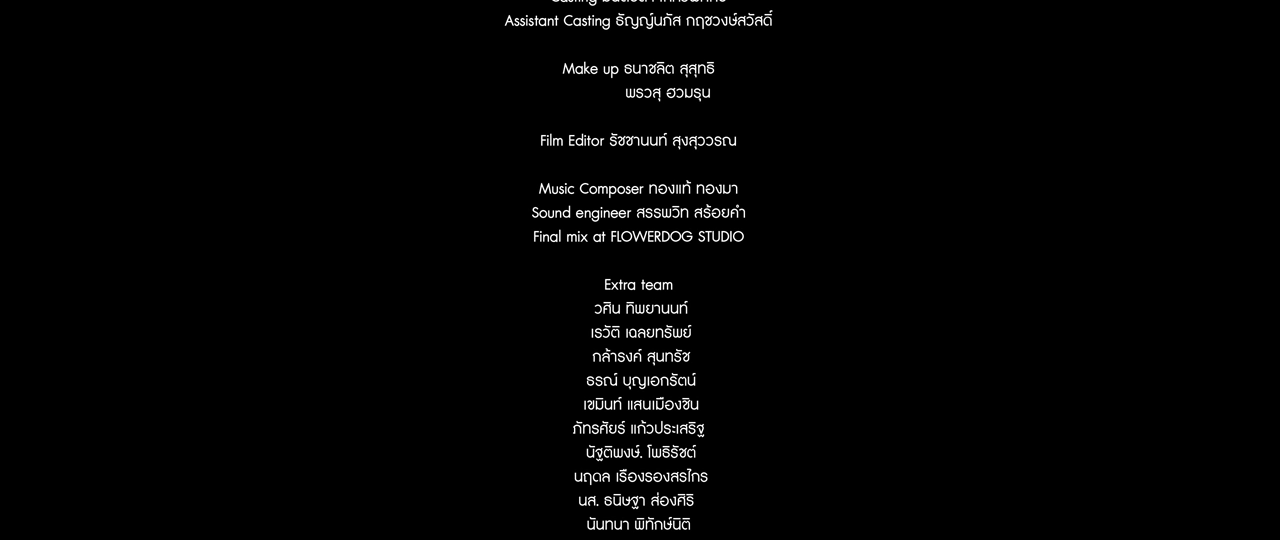 Casting
Assistant Casting ธัญญ์นภัส กฤชวงษ์สวัสดิ์
Make up ธนาชลิต สุสุทธิ
พรวสุ ฮวมรุน
Film Editor รัชชานนท์ สุงสุววรณ
Music Composer ทองแท้ ทองมา
Sound engineer สรรพวิท สร้อยคำ
Final mix at FLOWERDOG STUDIO
Extra team
วศิน ทิพยานนท์
เรวัติ เฉลยทรัพย์
กล้ารงค์ สุนทรัช
ธรณ์ บุญเอกรัตน์
เขมินท์ แสนเมืองชิน
ภัทรศัยร์ แก้วประเสริฐ
นัฐติพงษ์. โพธิรัชต์
นฤดล เรืองรองสรไกร
นส. ธนิษฐา ส่องศิริ
นันทนา พิทักษ์นิติ